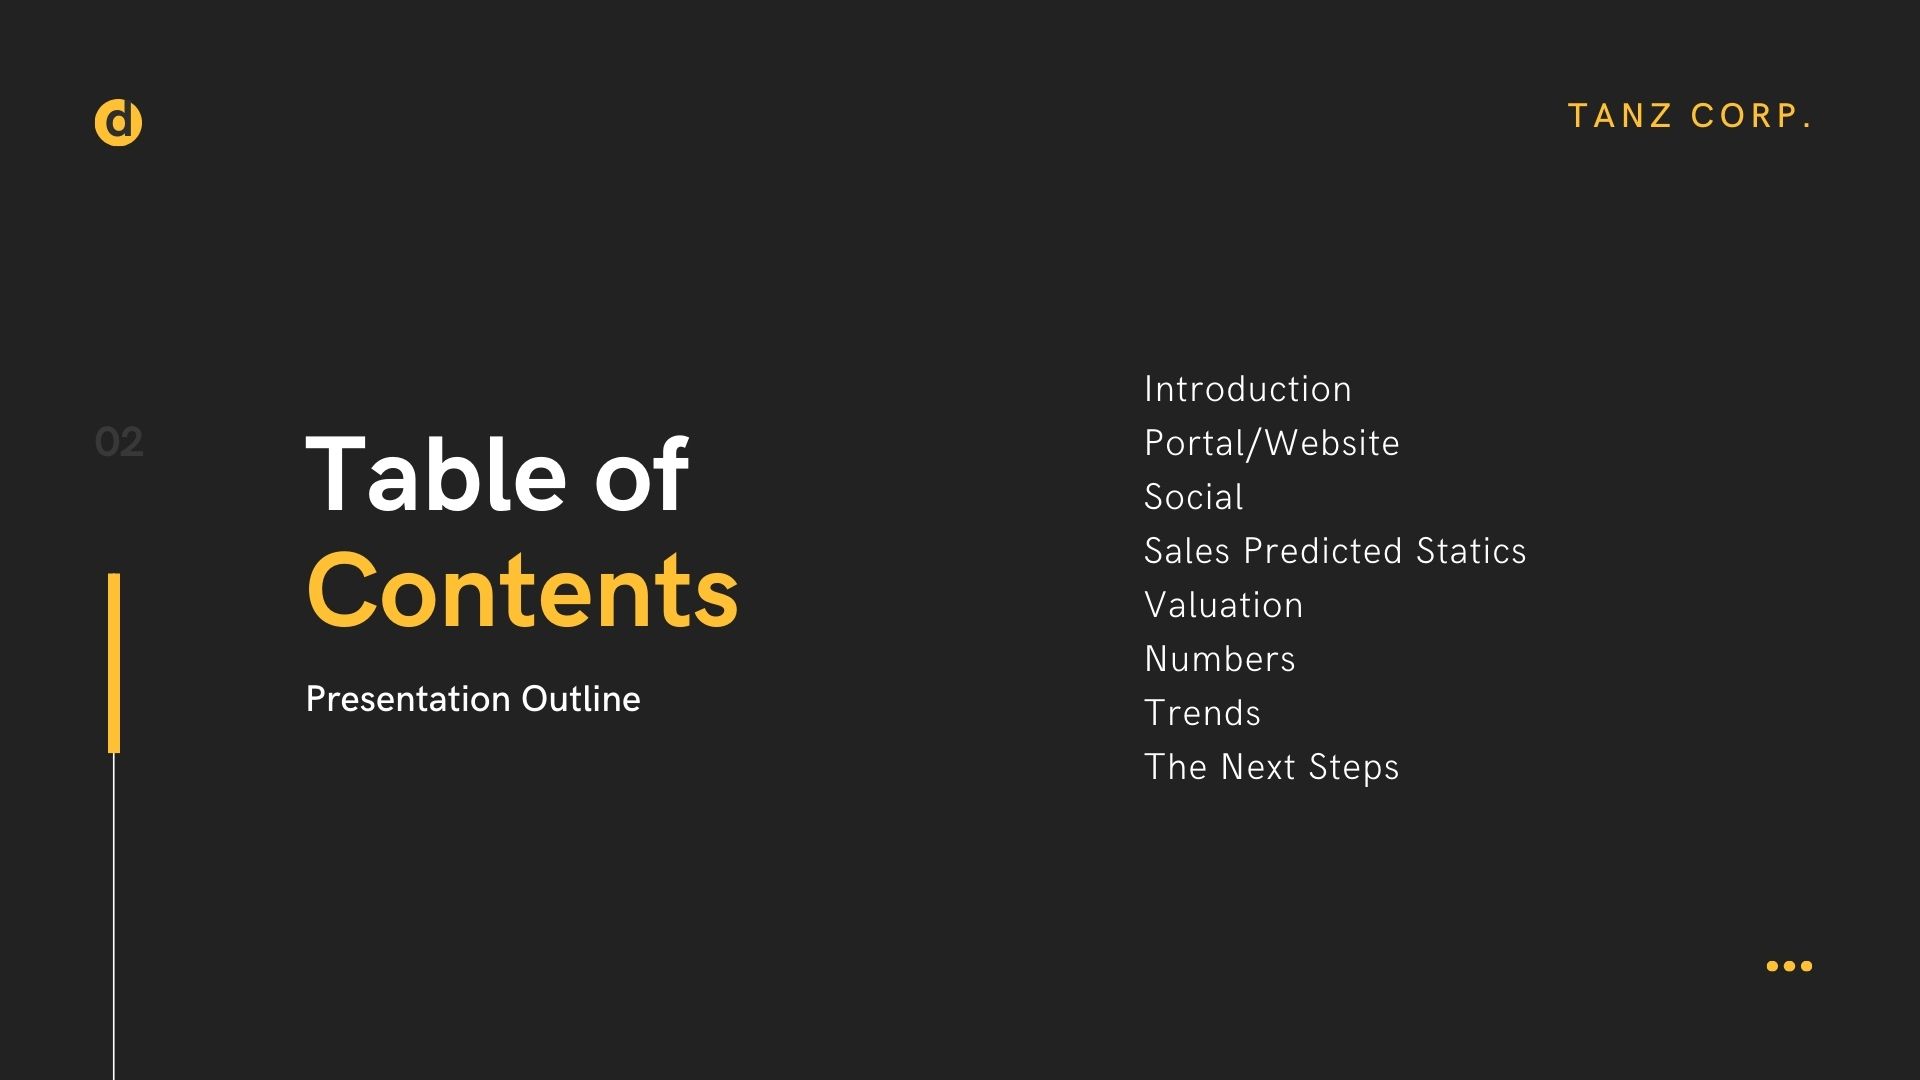 d
TANZ CORP.
02
Table of
Contents
Presentation Outline
Introduction
Portal/Website
Social
Sales Predicted Statics
Valuation
Numbers
Trends
The Next Steps